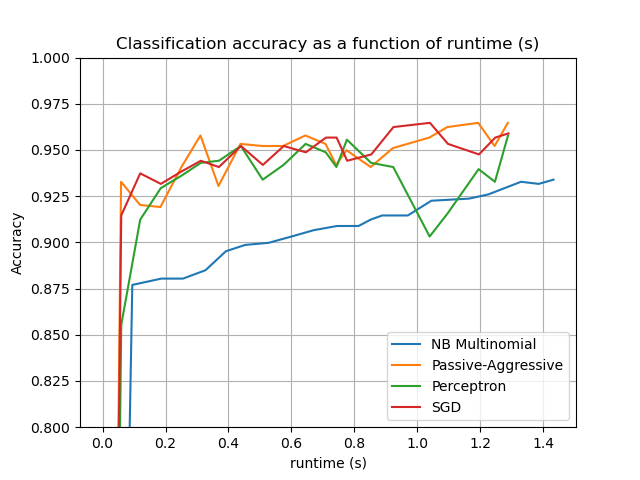 Classification accuracy as a function of runtime (s)
Accuracy
1.000
0.975
0.950
0.925
0.900
0.875
0.850
0.825
0.800
NB Multinomial
Passive-Aggressive
Perceptron
SGD
0.0 0.2 0.4 0.6 0.8 1.0 1.2 1.4
runtime (s)